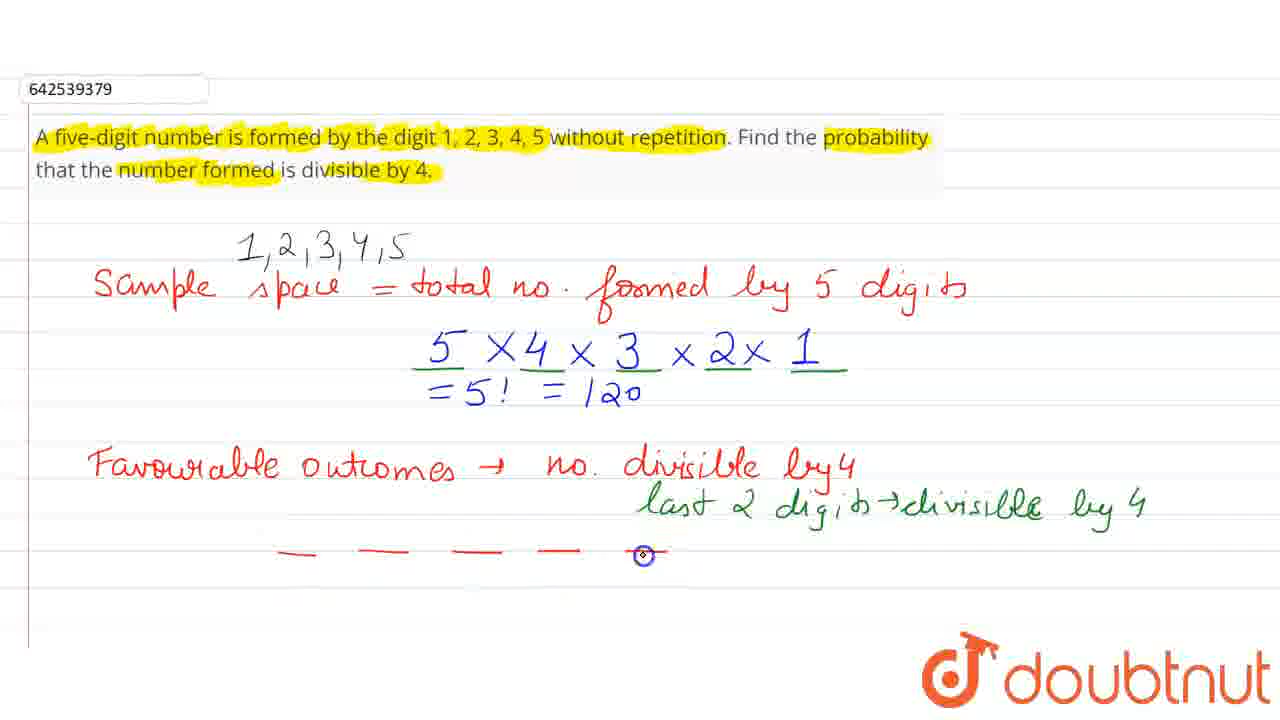 642539379
A five-digit number is formed by the digit 1, 2, 3, 4, 5 without repetition. Find the probability
that the number formed is divisible by 4.
1, 2, 3, 4, 5
Sample space = total no. formed by 5 digits
5 × 4 × 3 × 2 × 1
= 5! = 120
Favourable outcomes → no. divisible by 4
last 2 digits → divisible by 4
doubtnut